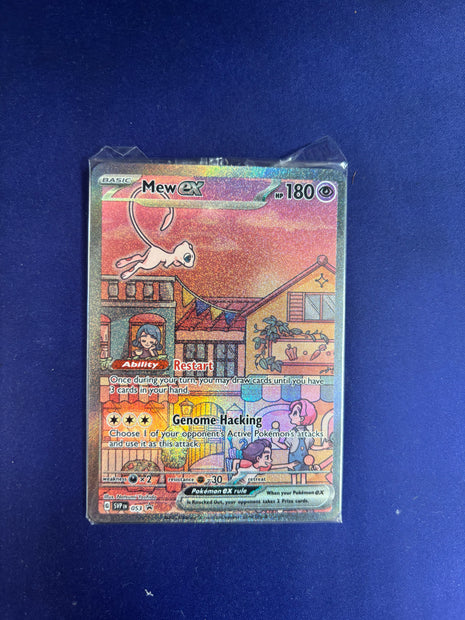 BASIC
Mew ex HP 180
Ability Restart
Once during your turn, you may draw cards until you have
3 cards in your hand.
Genome Hacking
Choose 1 of your opponent's Active Pokémon's attacks
and use it as this attack.
weakness ×2 resistance -30 retreat
Pokémon ex rule When your Pokémon ex
is Knocked Out, your opponent takes 2 Prize cards.
SVP EN 053